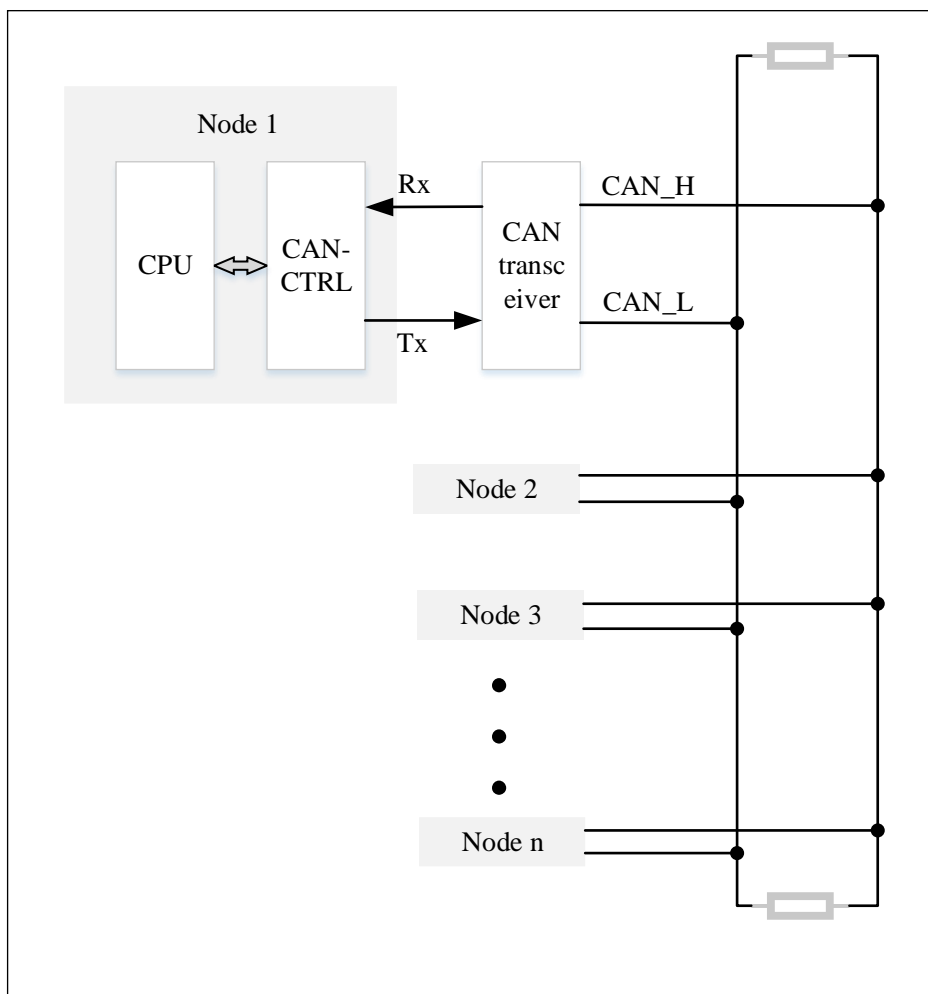 Node 1
CPU
CAN-
CTRL
Rx
Tx
CAN
transc
eiver
CAN_H
CAN_L
Node 2
Node 3
Node n